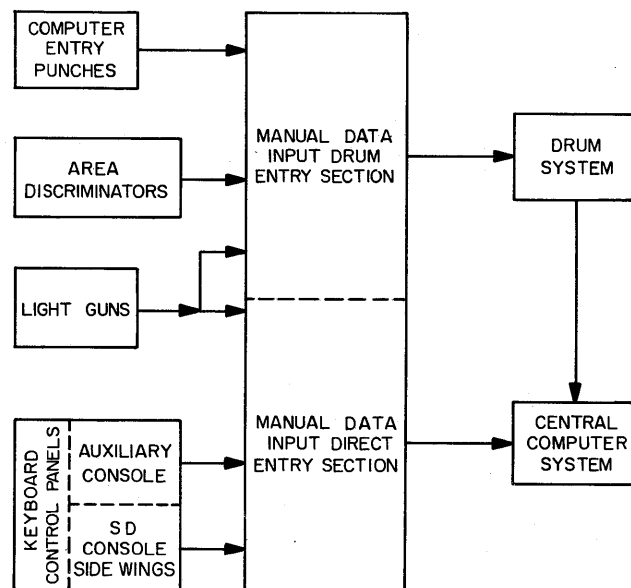 COMPUTER
ENTRY
PUNCHES
AREA
DISCRIMINATORS
LIGHT GUNS
KEYBOARD
CONTROL PANELS
AUXILIARY
CONSOLE
SD
CONSOLE
SIDE WINGS
MANUAL DATA
INPUT DRUM
ENTRY SECTION
MANUAL DATA
INPUT DIRECT
ENTRY SECTION
DRUM
SYSTEM
CENTRAL
COMPUTER
SYSTEM